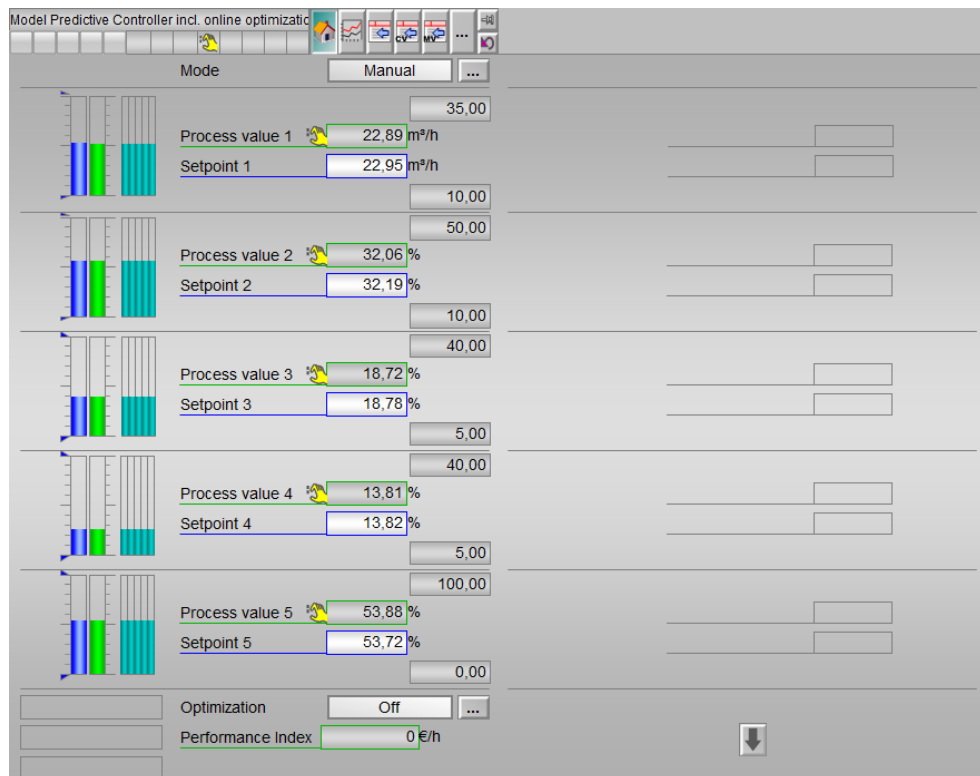 Model Predictive Controller incl. online optimizatic
CV
MV
...
Mode Manual ...
35,00
Process value 1 22,89 m³/h
Setpoint 1 22,95 m³/h
10,00
50,00
Process value 2 32,06 %
Setpoint 2 32,19 %
10,00
40,00
Process value 3 18,72 %
Setpoint 3 18,78 %
5,00
40,00
Process value 4 13,81 %
Setpoint 4 13,82 %
5,00
100,00
Process value 5 53,88 %
Setpoint 5 53,72 %
0,00
Optimization Off ...
Performance Index 0 €/h